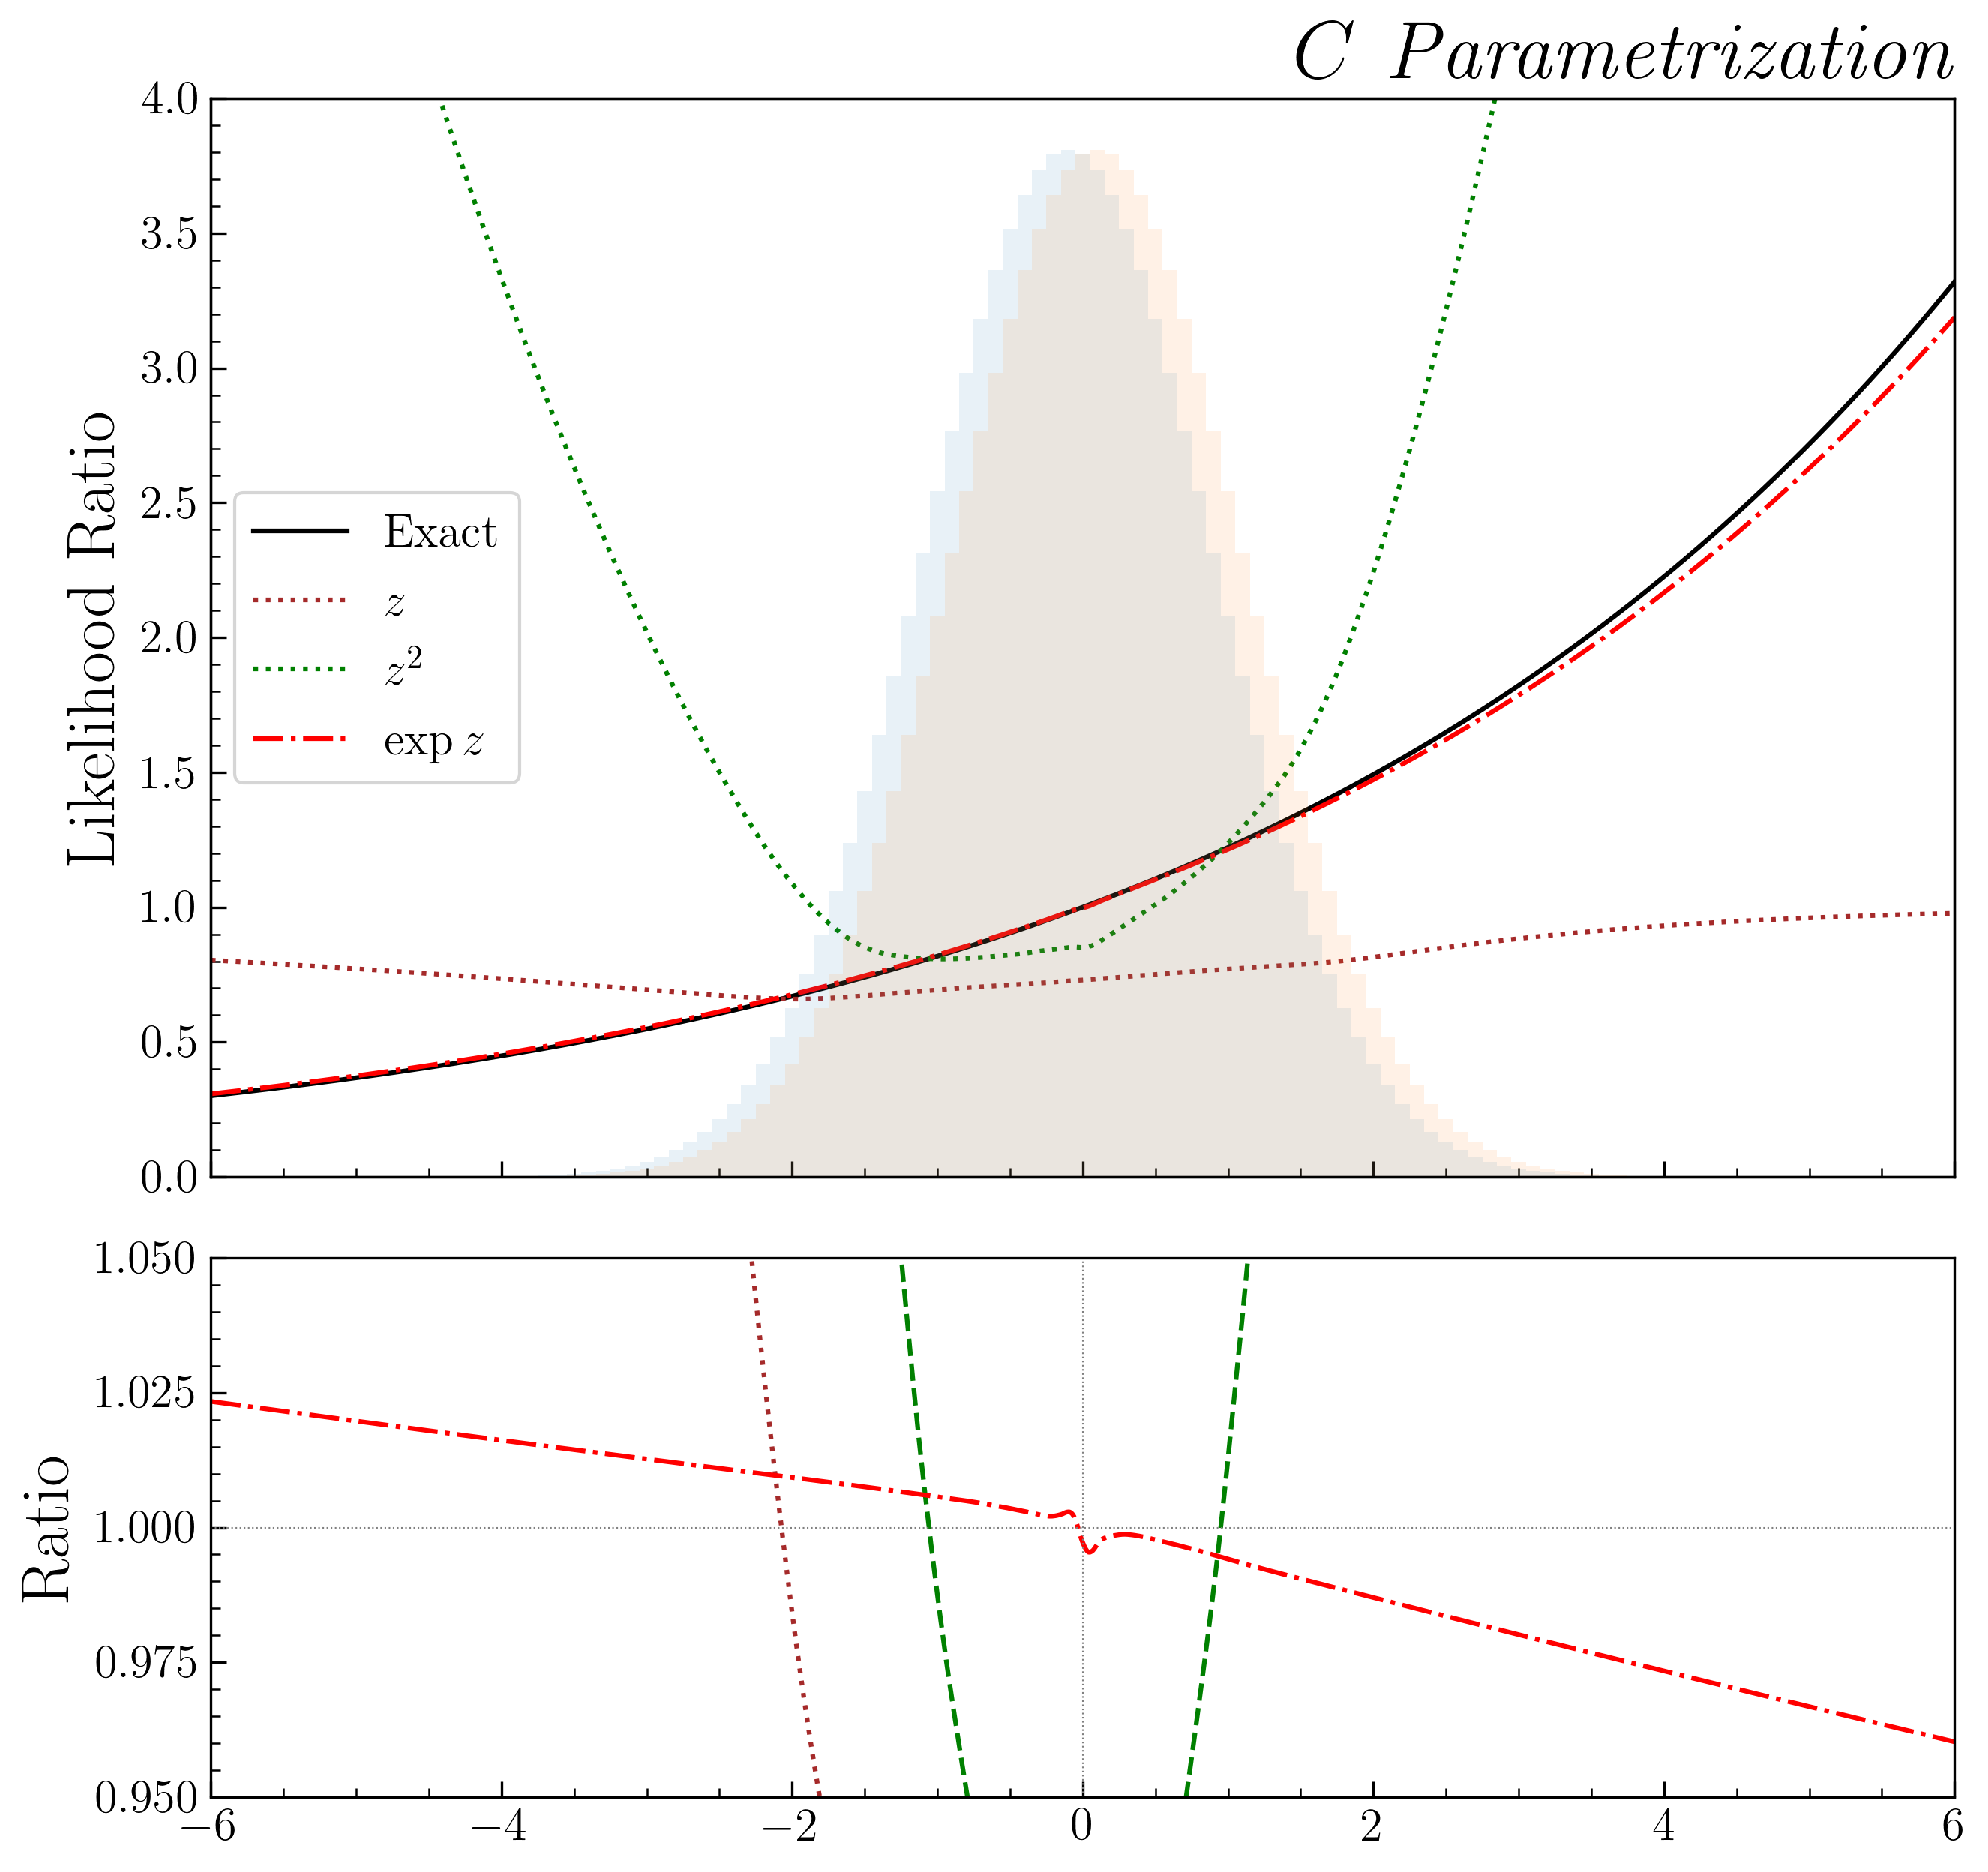 C Parametrization
4.0
3.5
3.0
2.5
2.0
1.5
1.0
0.5
0.0
Likelihood Ratio
Exact
z
z²
exp z
1.050
1.025
1.000
0.975
0.950
Ratio
−6 −4 −2 0 2 4 6